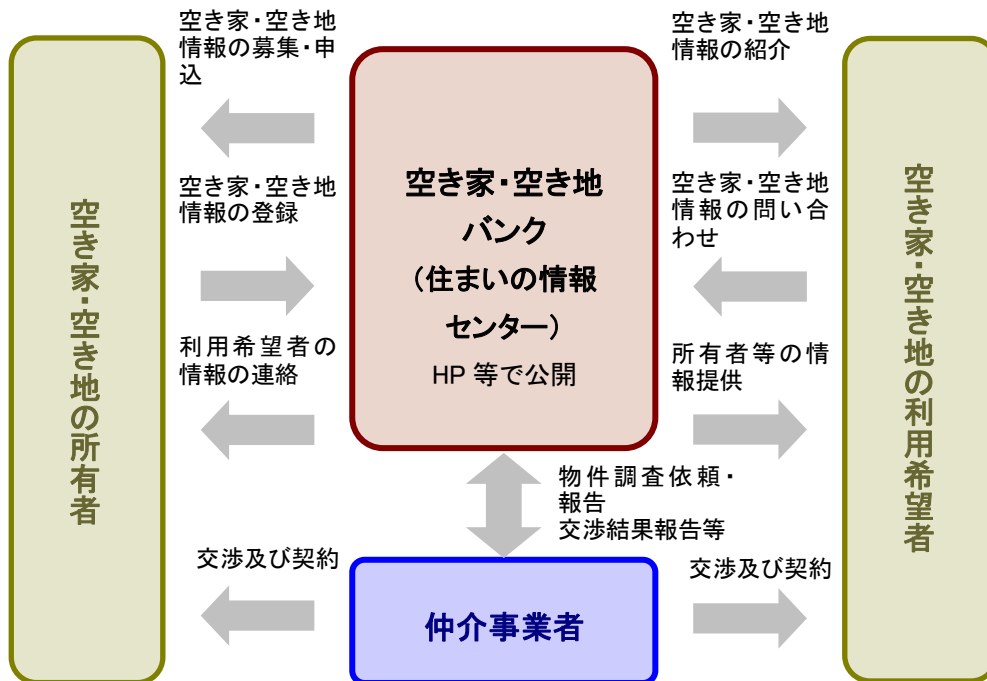 空き家・空き地
情報の募集・申
込
空き家・空き地
情報の登録
利用希望者の
情報の連絡
交渉及び契約
空き家・空き地の所有者
空き家・空き地
バンク
（住まいの情報
センター）
HP 等で公開
物件調査依頼・
報告
交渉結果報告等
仲介事業者
空き家・空き地
情報の紹介
空き家・空き地
情報の問い合
わせ
所有者等の情
報提供
交渉及び契約
空き家・空き地の利用希望者